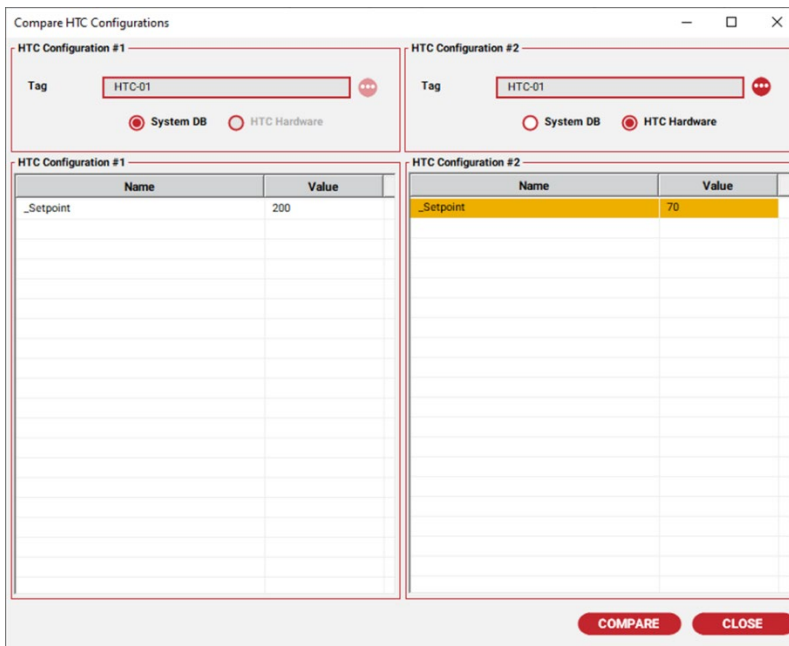 Compare HTC Configurations
HTC Configuration #1
Tag
HTC-01
System DB
HTC Hardware
HTC Configuration #2
Tag
HTC-01
System DB
HTC Hardware
HTC Configuration #1
Name Value
_Setpoint 200
HTC Configuration #2
Name Value
_Setpoint 70
COMPARE
CLOSE